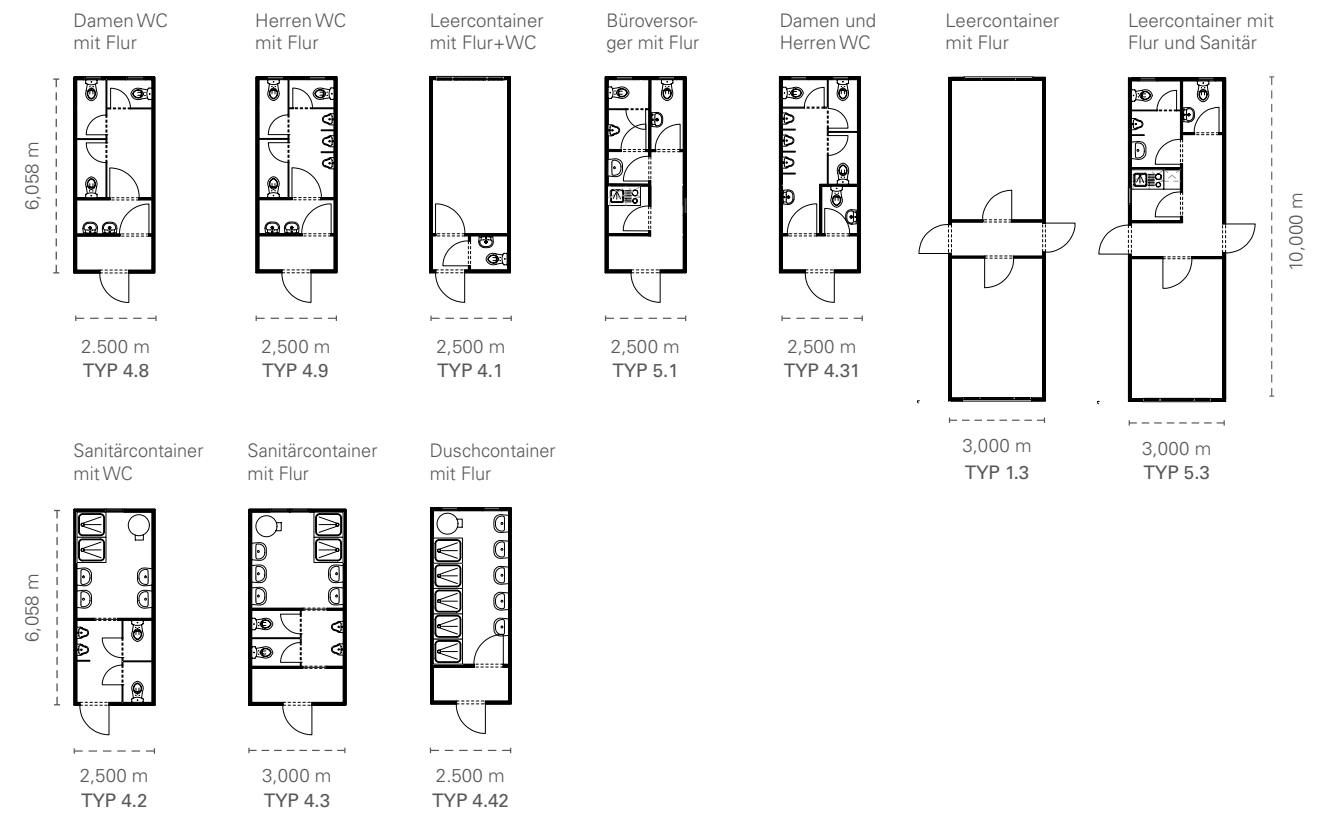 Damen WC
mit Flur
Herren WC
mit Flur
Leercontainer
mit Flur+WC
Büroversor-
ger mit Flur
Damen und
Herren WC
Leercontainer
mit Flur
Leercontainer mit
Flur und Sanitär
6,058 m
10,000 m
2.500 m
TYP 4.8
2,500 m
TYP 4.9
2,500 m
TYP 4.1
2,500 m
TYP 5.1
2,500 m
TYP 4.31
3,000 m
TYP 1.3
3,000 m
TYP 5.3
Sanitärcontainer
mit WC
Sanitärcontainer
mit Flur
Duschcontainer
mit Flur
6,058 m
2,500 m
TYP 4.2
3,000 m
TYP 4.3
2.500 m
TYP 4.42